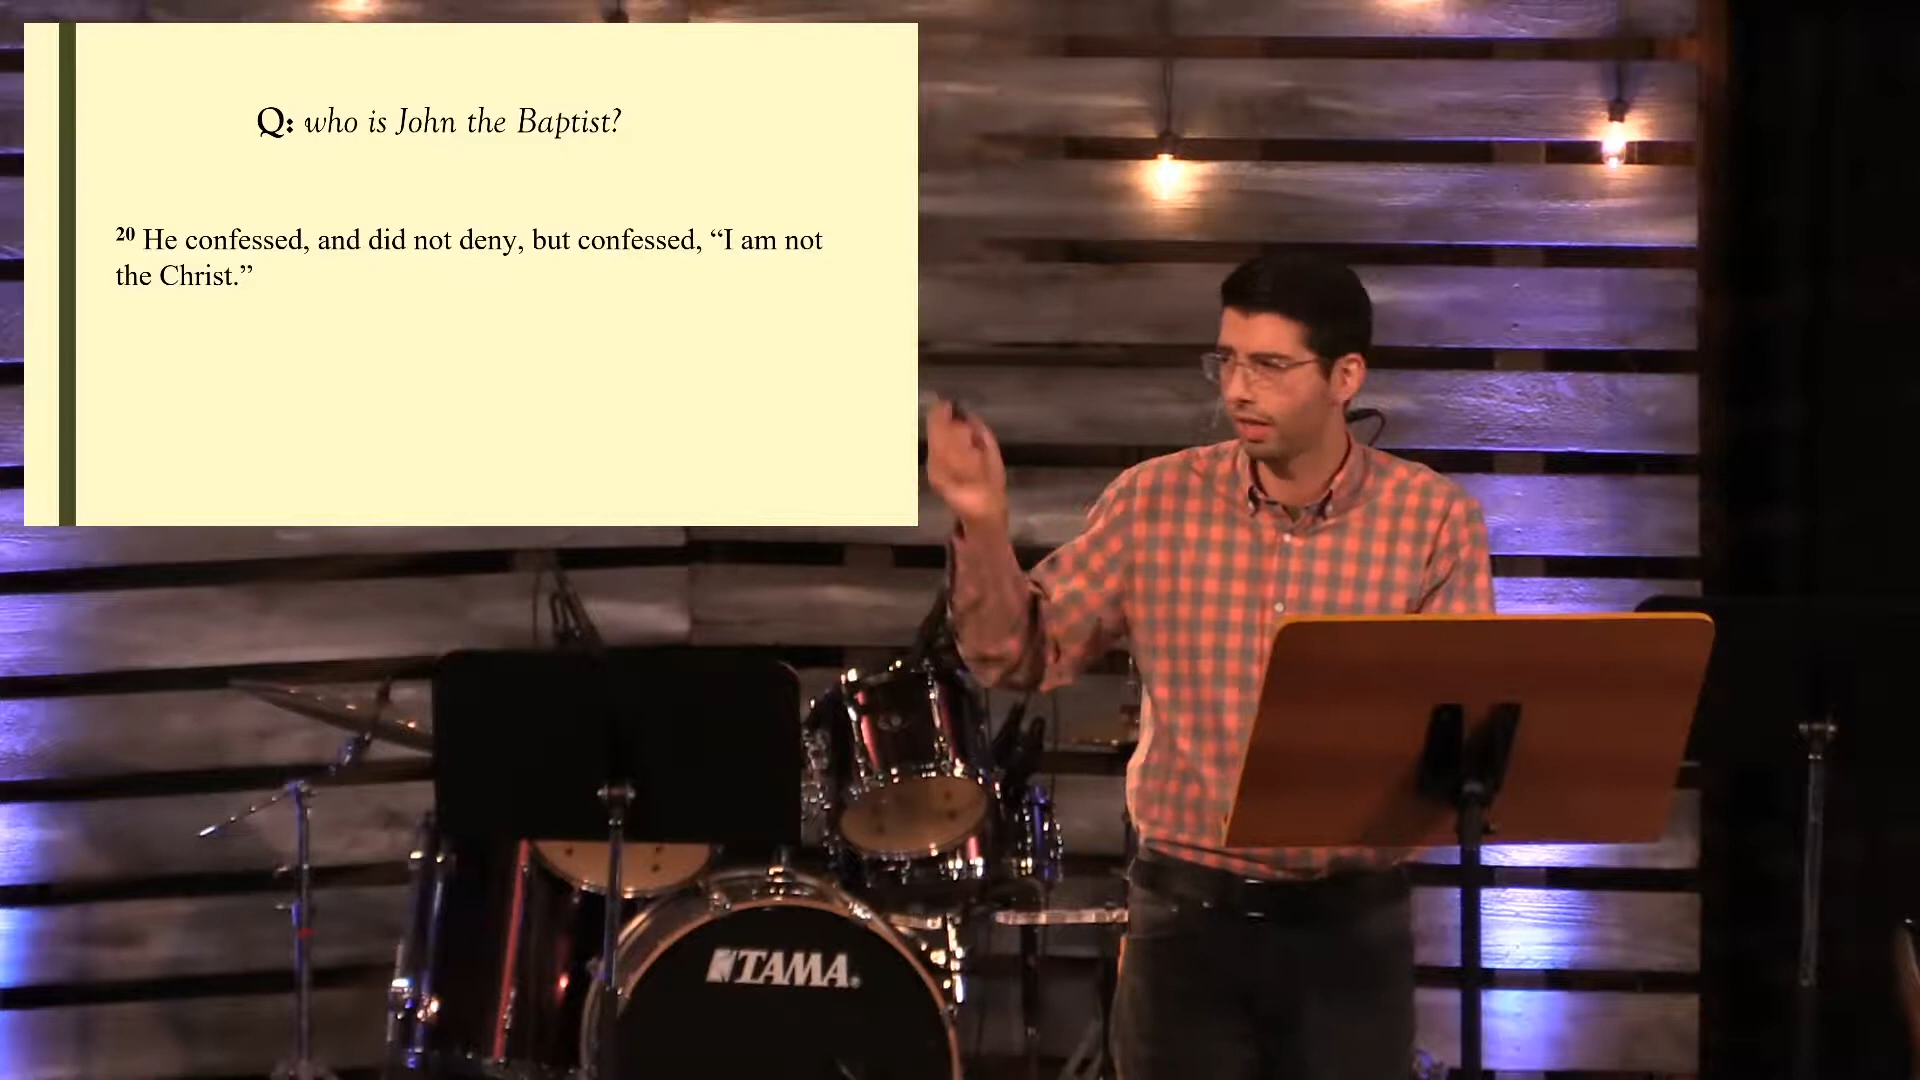 Q: who is John the Baptist?
20 He confessed, and did not deny, but confessed, “I am not
the Christ.”
TAMA®